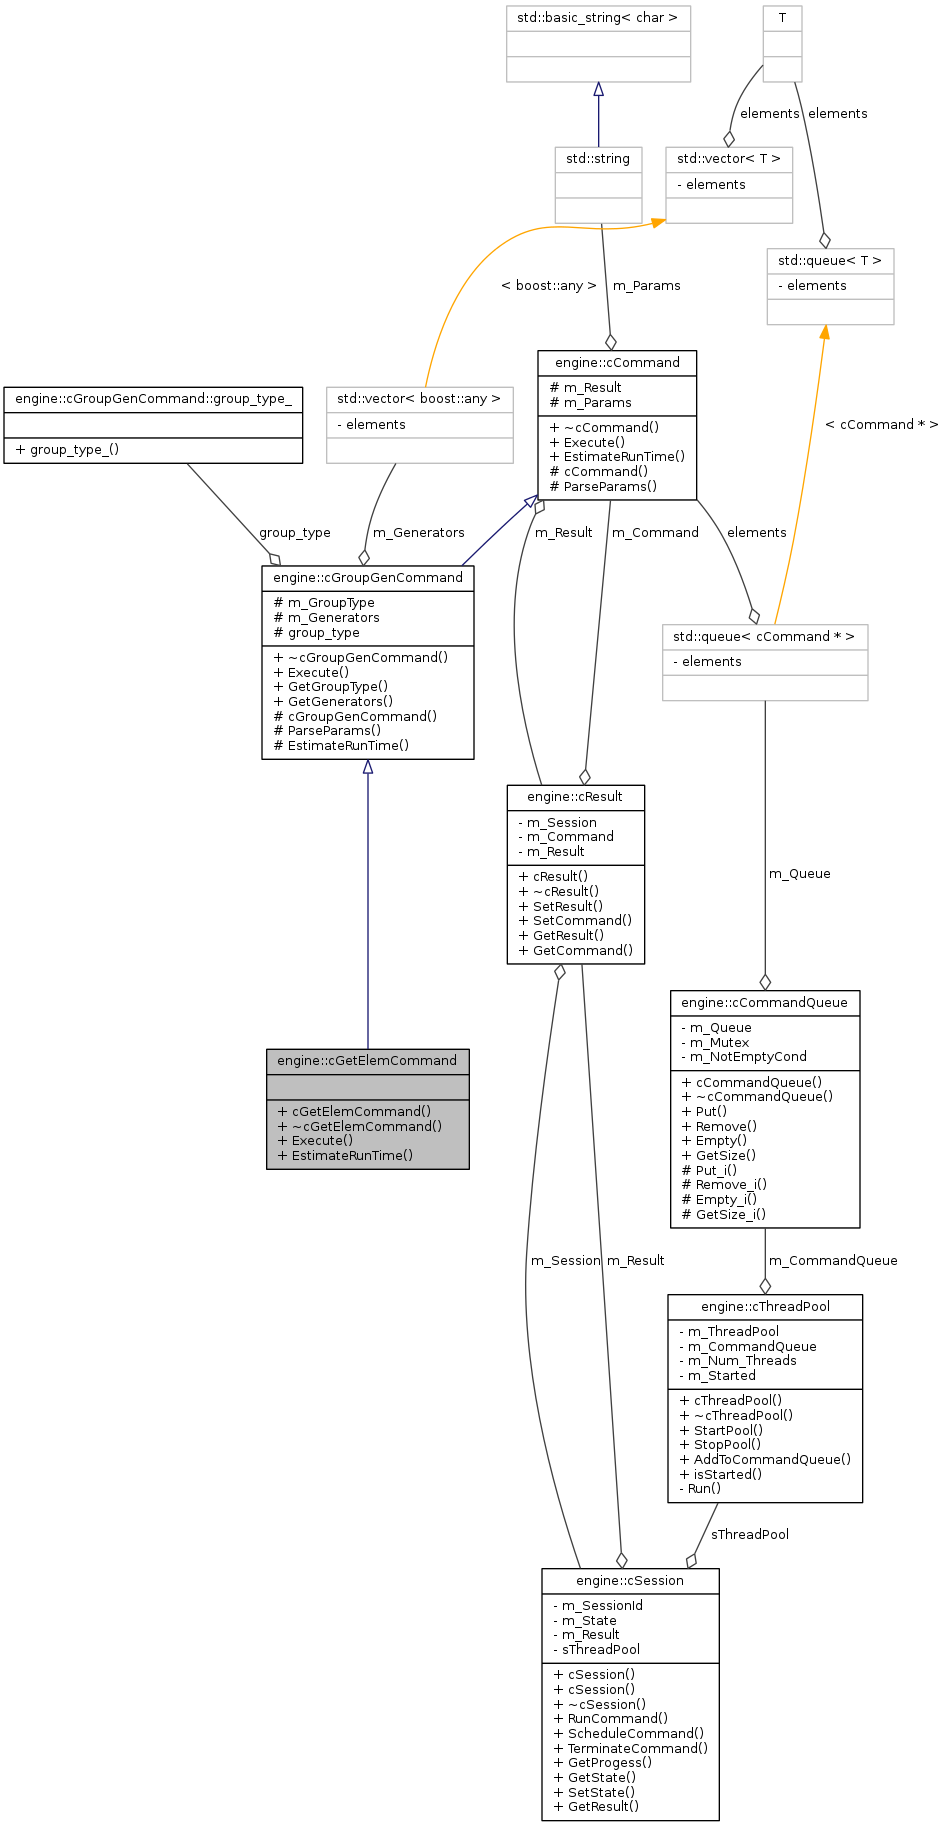 std::basic_string< char >
T
elements
elements
std::string
std::vector< T >
- elements
std::queue< T >
- elements
< boost::any >
m_Params
engine::cCommand
# m_Result
# m_Params
+ ~cCommand()
+ Execute()
+ EstimateRunTime()
# cCommand()
# ParseParams()
engine::cGroupGenCommand::group_type_
+ group_type_()
std::vector< boost::any >
- elements
< cCommand * >
group_type
m_Generators
m_Result
m_Command
elements
engine::cGroupGenCommand
# m_GroupType
# m_Generators
# group_type
+ ~cGroupGenCommand()
+ Execute()
+ GetGroupType()
+ GetGenerators()
# cGroupGenCommand()
# ParseParams()
# EstimateRunTime()
std::queue< cCommand * >
- elements
engine::cResult
- m_Session
- m_Command
- m_Result
+ cResult()
+ ~cResult()
+ SetResult()
+ SetCommand()
+ GetResult()
+ GetCommand()
m_Queue
engine::cCommandQueue
- m_Queue
- m_Mutex
- m_NotEmptyCond
+ cCommandQueue()
+ ~cCommandQueue()
+ Put()
+ Remove()
+ Empty()
+ GetSize()
# Put_i()
# Remove_i()
# Empty_i()
# GetSize_i()
engine::cGetElemCommand
+ cGetElemCommand()
+ ~cGetElemCommand()
+ Execute()
+ EstimateRunTime()
m_Session
m_Result
m_CommandQueue
engine::cThreadPool
- m_ThreadPool
- m_CommandQueue
- m_Num_Threads
- m_Started
+ cThreadPool()
+ ~cThreadPool()
+ StartPool()
+ StopPool()
+ AddToCommandQueue()
+ isStarted()
- Run()
sThreadPool
engine::cSession
- m_SessionId
- m_State
- m_Result
- sThreadPool
+ cSession()
+ cSession()
+ ~cSession()
+ RunCommand()
+ ScheduleCommand()
+ TerminateCommand()
+ GetProgess()
+ GetState()
+ SetState()
+ GetResult()